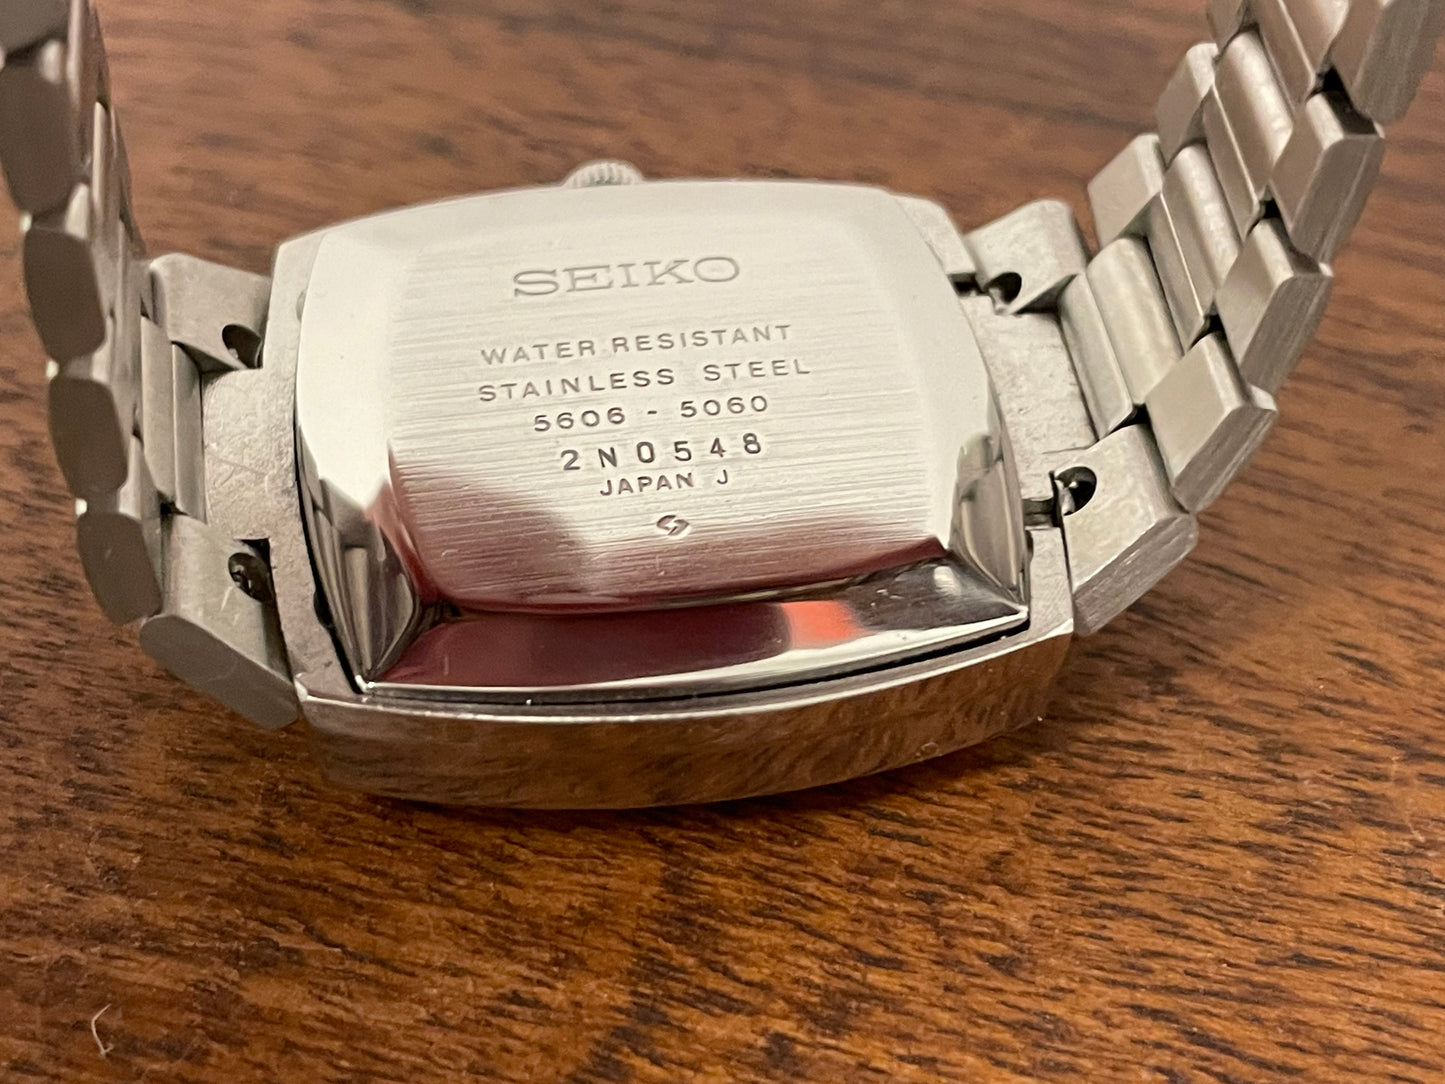 SEIKO
WATER RESISTANT
STAINLESS STEEL
5606 - 5060
2N0548
JAPAN J